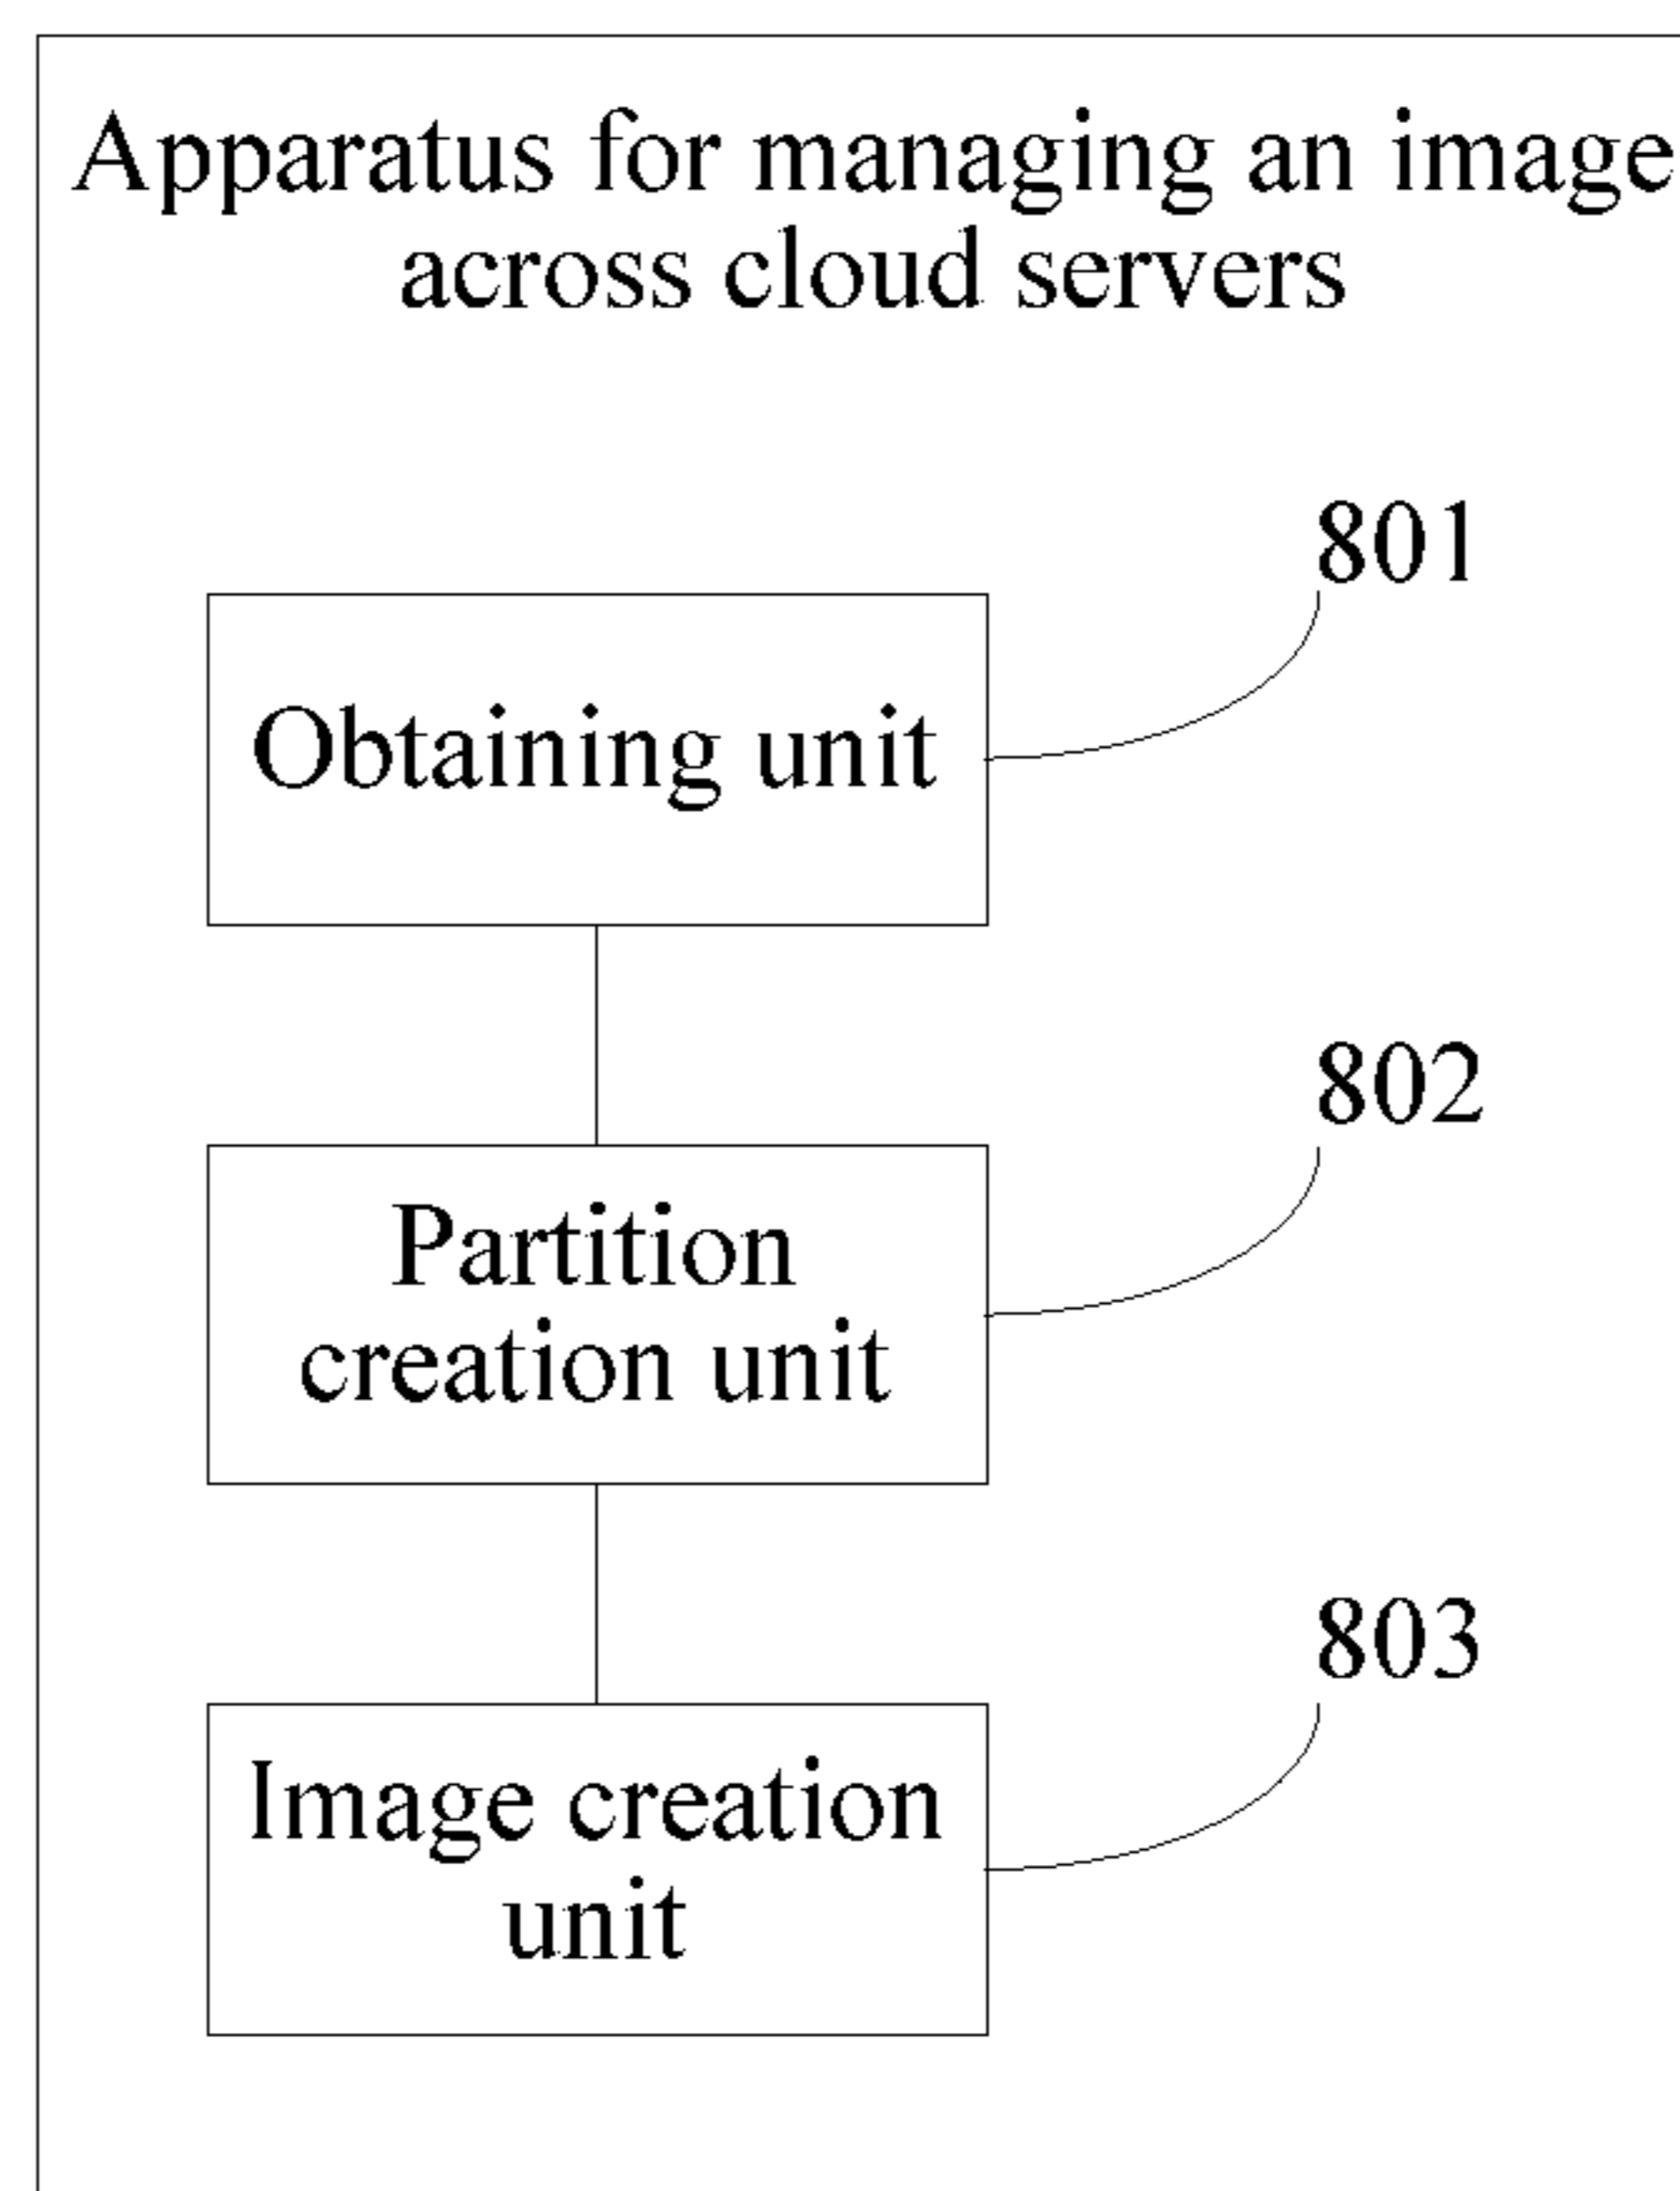 Apparatus for managing an image
across cloud servers
801
Obtaining unit
802
Partition
creation unit
803
Image creation
unit